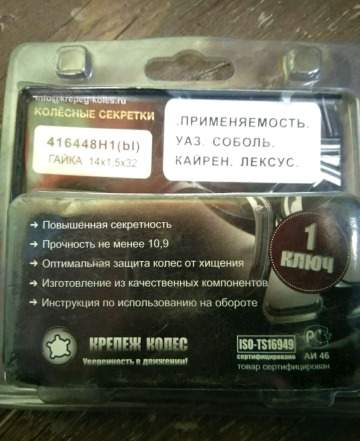 info@krepeg-koles.ru
КОЛЁСНЫЕ СЕКРЕТКИ
416448H1(bl)
ГАЙКА 14x1,5x32
.ПРИМЕНЯЕМОСТЬ.
УАЗ. СОБОЛЬ.
КАЙРЕН. ЛЕКСУС.
→ Повышенная секретность
→ Прочность не менее 10,9
→ Оптимальная защита колес от хищения
→ Изготовление из качественных компонентов
→ Инструкция по использованию на обороте
1
КЛЮЧ
КРЕПЕЖ КОЛЕС
Уверенность в движении!
ISO-TS16949
сертифицировано
АИ 46
товар сертифицирован